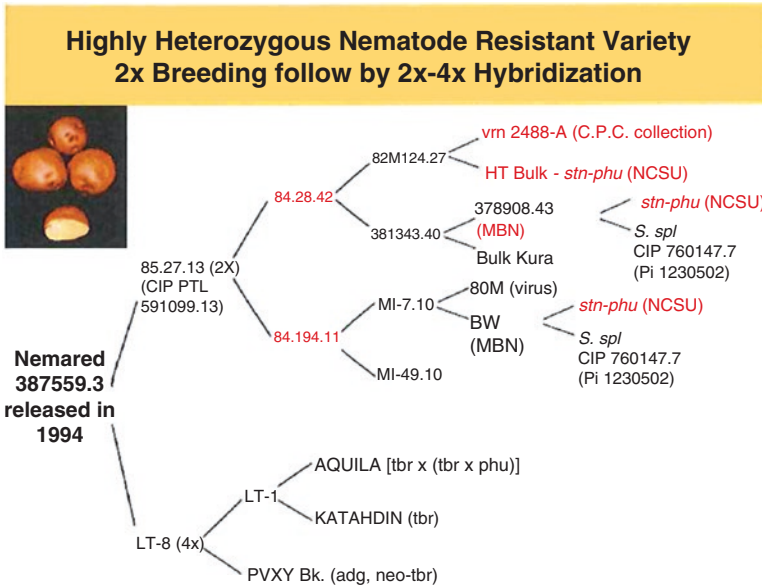 Highly Heterozygous Nematode Resistant Variety
2x Breeding follow by 2x-4x Hybridization
vrn 2488-A (C.P.C. collection)
82M124.27
HT Bulk - stn-phu (NCSU)
84.28.42
378908.43
(MBN)
stn-phu (NCSU)
381343.40
S. spl
CIP 760147.7
(Pi 1230502)
Bulk Kura
85.27.13 (2X)
(CIP PTL
591099.13)
80M (virus)
MI-7.10
stn-phu (NCSU)
BW
(MBN)
84.194.11
S. spl
CIP 760147.7
(Pi 1230502)
MI-49.10
Nemared
387559.3
released in
1994
AQUILA [tbr x (tbr x phu)]
LT-1
KATAHDIN (tbr)
LT-8 (4x)
PVXY Bk. (adg, neo-tbr)